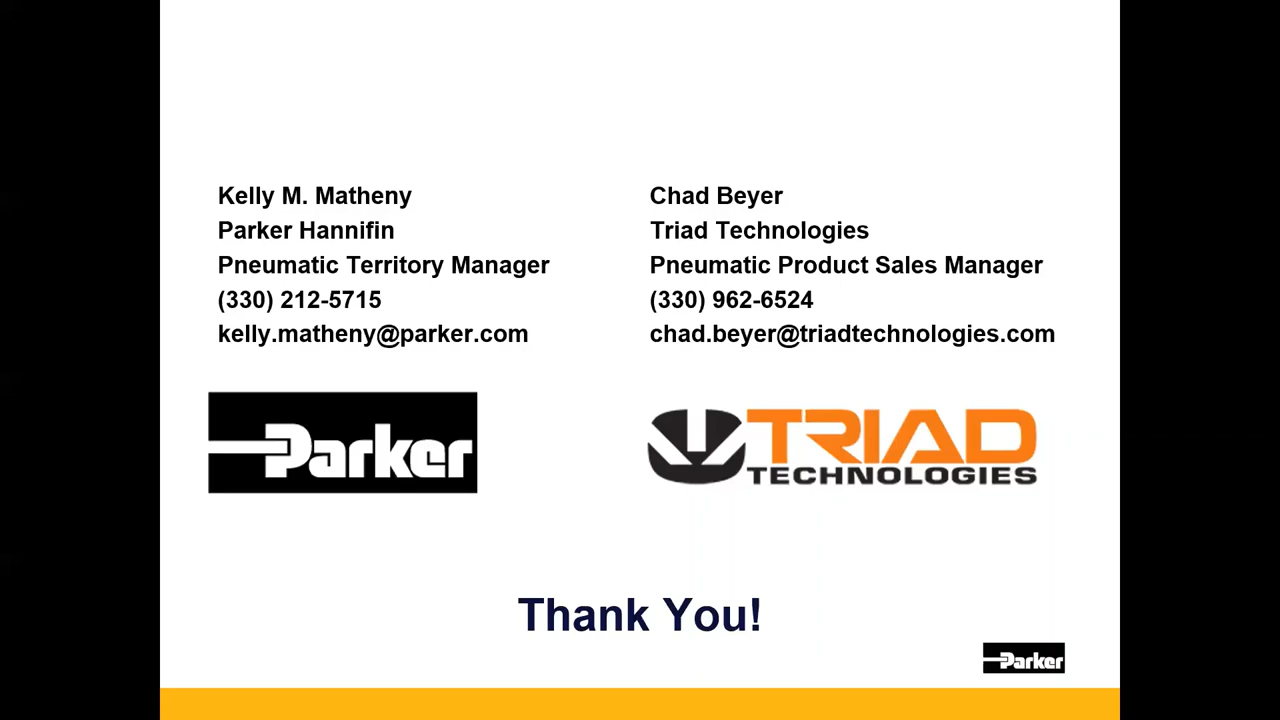 Kelly M. Matheny
Parker Hannifin
Pneumatic Territory Manager
(330) 212-5715
kelly.matheny@parker.com
Chad Beyer
Triad Technologies
Pneumatic Product Sales Manager
(330) 962-6524
chad.beyer@triadtechnologies.com
Parker
TRIAD
TECHNOLOGIES
Thank You!
Parker